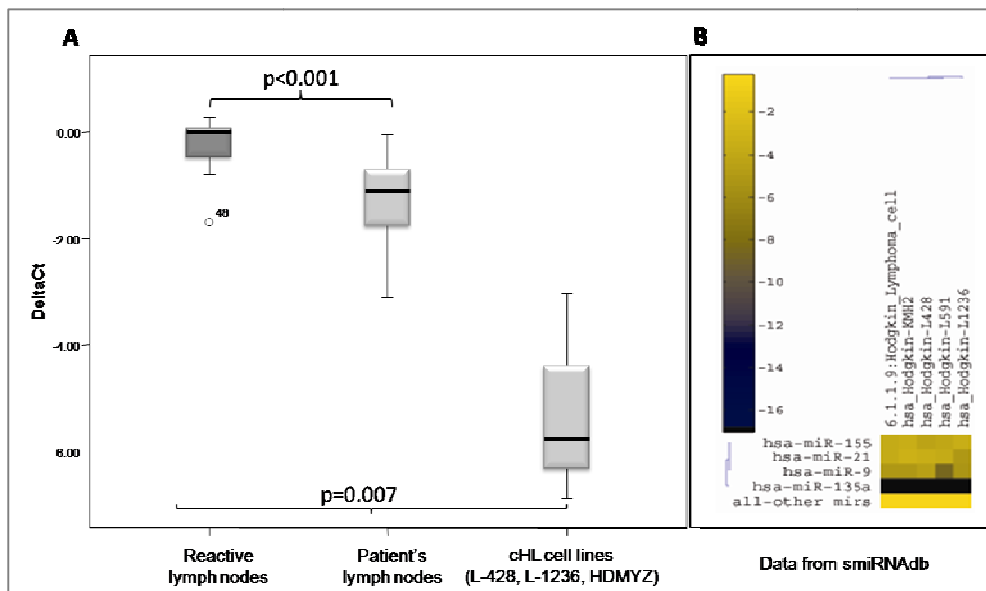 A
p<0.001
0.00
48
-2.00
DeltaCt
-4.00
6.00
p=0.007
Reactive
lymph nodes
Patient's
lymph nodes
cHL cell lines
(L-428, L-1236, HDMYZ)
B
-2
-4
-6
-8
-10
-12
-14
-16
6.1.1.9:Hodgkin_Lymphoma_cell
hsa_Hodgkin-KMH2
hsa_Hodgkin-L428
hsa_Hodgkin-L591
hsa_Hodgkin-L1236
hsa-miR-155
hsa-miR-21
hsa-miR-9
hsa-miR-135a
all-other mirs
Data from smiRNAdb